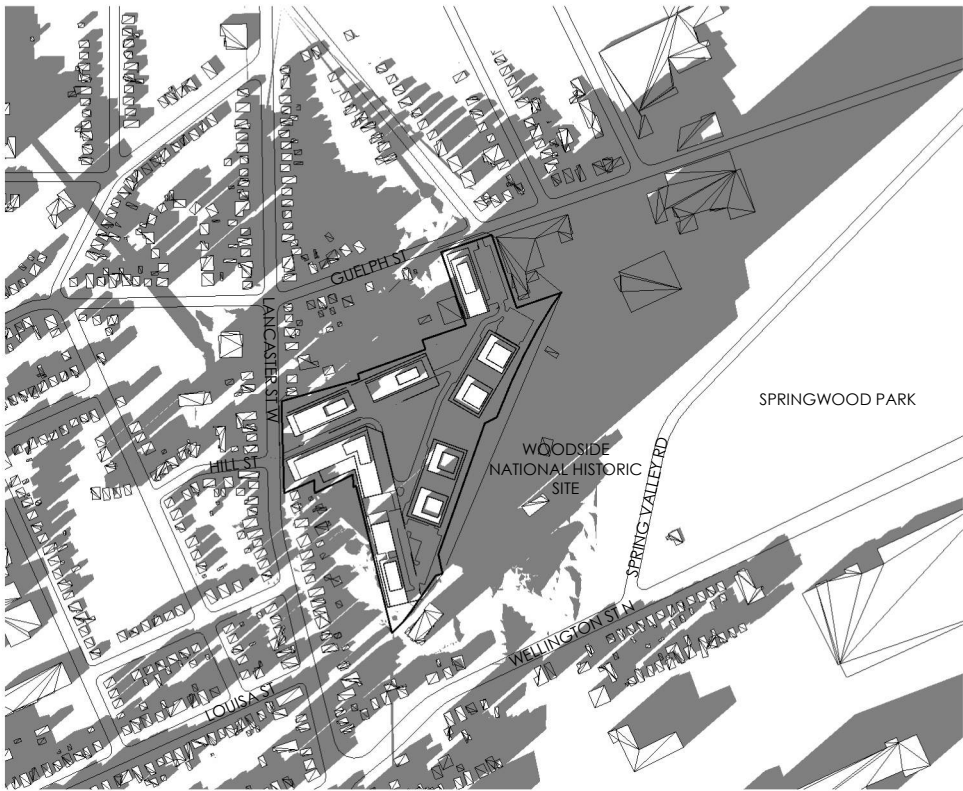 GUELPH ST
LANCASTER ST W
SPRINGWOOD PARK
WOODSIDE
NATIONAL HISTORIC
SITE
HILL ST
SPRING VALLEY RD
WELLINGTON ST N
LOUISA ST